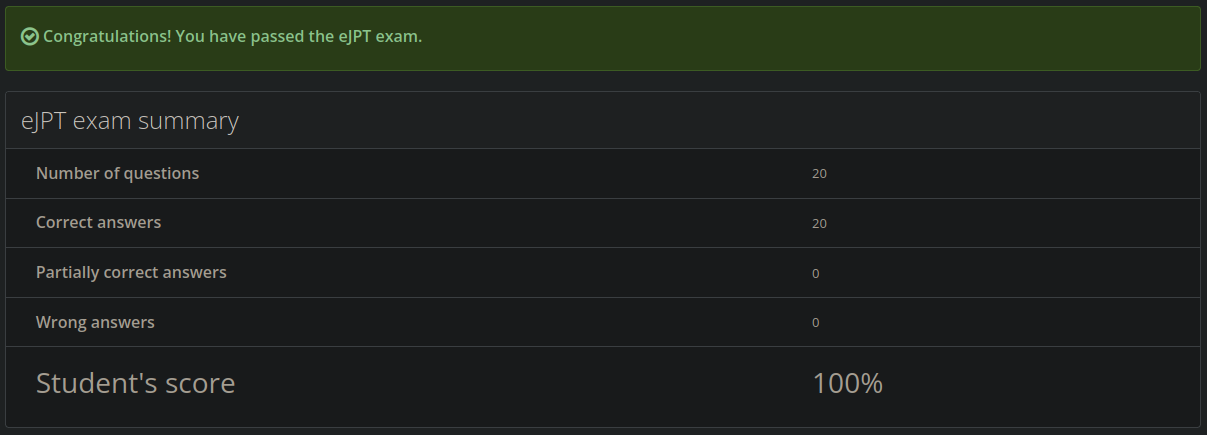 Congratulations! You have passed the eJPT exam.
eJPT exam summary
Number of questions 20
Correct answers 20
Partially correct answers 0
Wrong answers 0
Student's score 100%